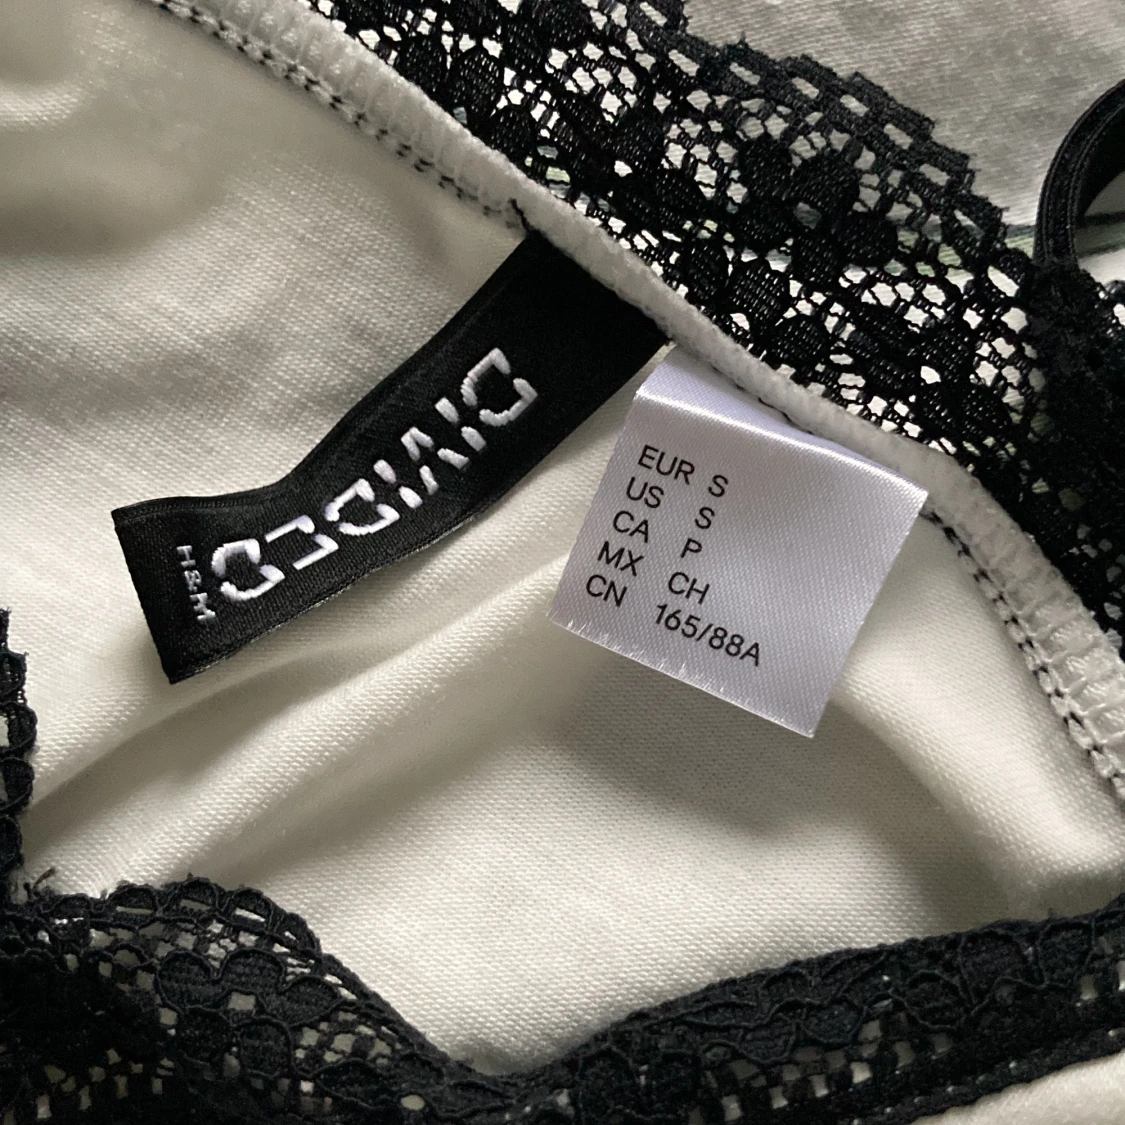 DIVIDED
H&M
EUR S
US S
CA P
MX CH
CN 165/88A